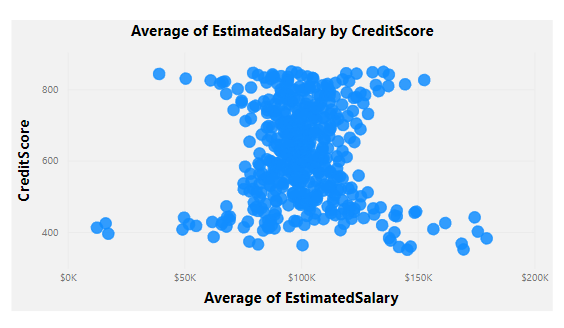 Average of EstimatedSalary by CreditScore
800
600
400
CreditScore
$0K $50K $100K $150K $200K
Average of EstimatedSalary